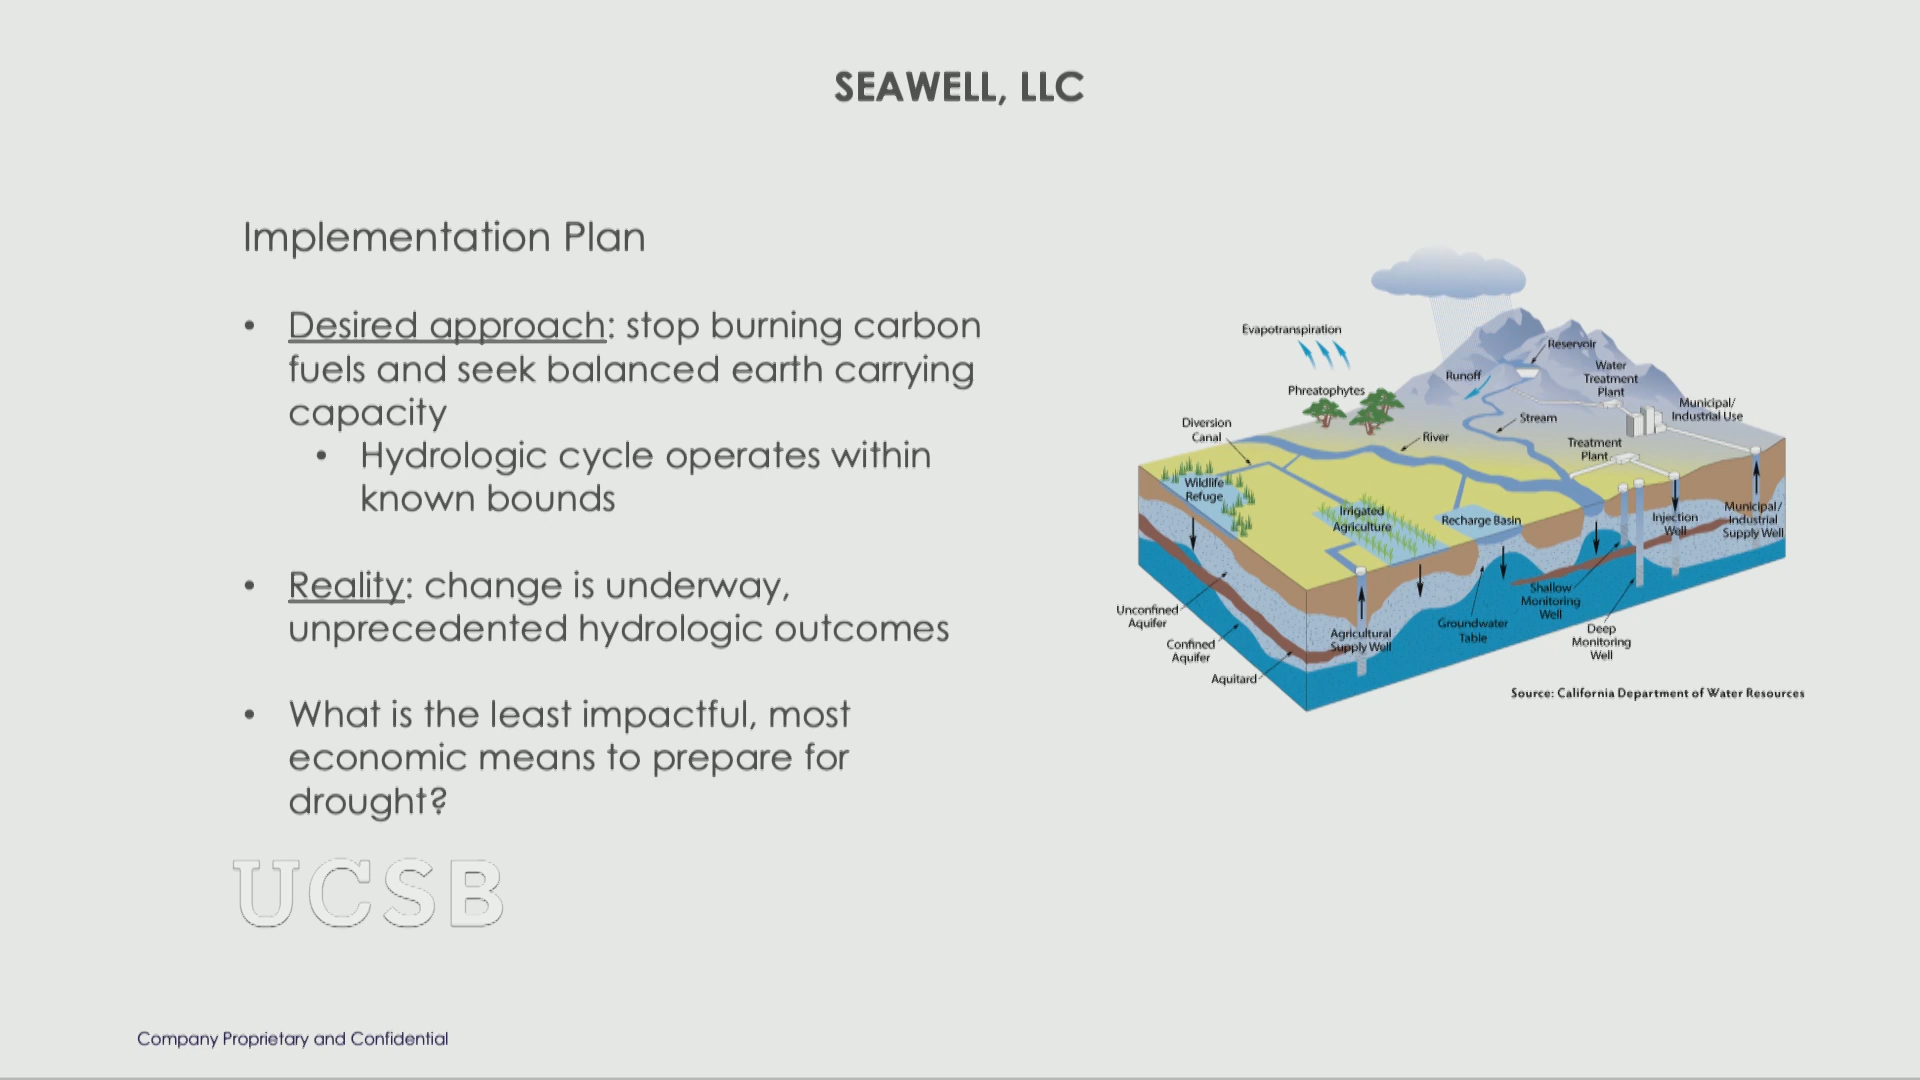 SEAWELL, LLC
Implementation Plan
• Desired approach: stop burning carbon
fuels and seek balanced earth carrying
capacity
• Hydrologic cycle operates within
known bounds
• Reality: change is underway,
unprecedented hydrologic outcomes
• What is the least impactful, most
economic means to prepare for
drought?
UCSB
Company Proprietary and Confidential
Evapotranspiration
Phreatophytes
Reservoir
Runoff
Water
Treatment
Plant
Municipal/
Industrial Use
Stream
Diversion
Canal
River
Treatment
Plant
Wildlife
Refuge
Irrigated
Agriculture
Recharge Basin
Injection
Well
Municipal/
Industrial
Supply Well
Unconfined
Aquifer
Confined
Aquifer
Aquitard
Agricultural
Supply Well
Groundwater
Table
Shallow
Monitoring
Well
Deep
Monitoring
Well
Source: California Department of Water Resources